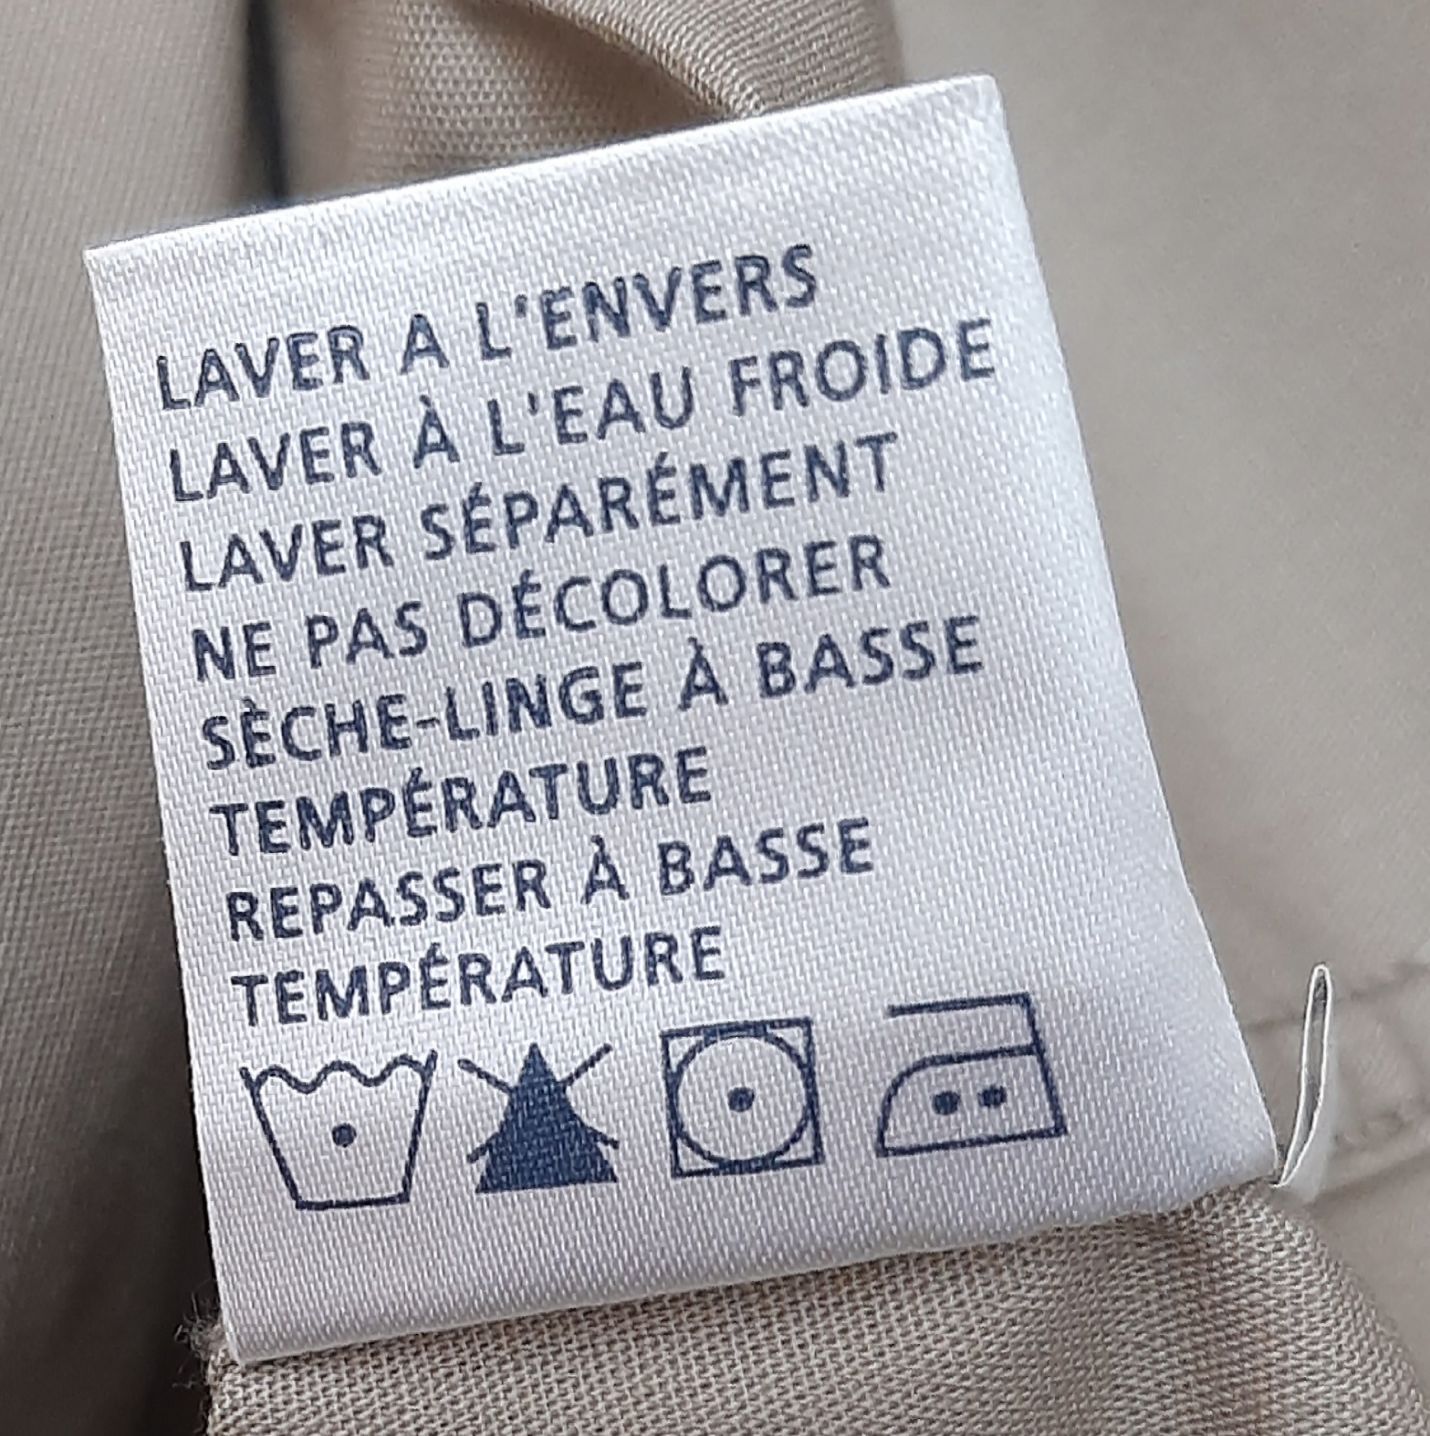 LAVER A L'ENVERS
LAVER À L'EAU FROIDE
LAVER SÉPARÉMENT
NE PAS DÉCOLORER
SÈCHE-LINGE À BASSE
TEMPÉRATURE
REPASSER À BASSE
TEMPÉRATURE